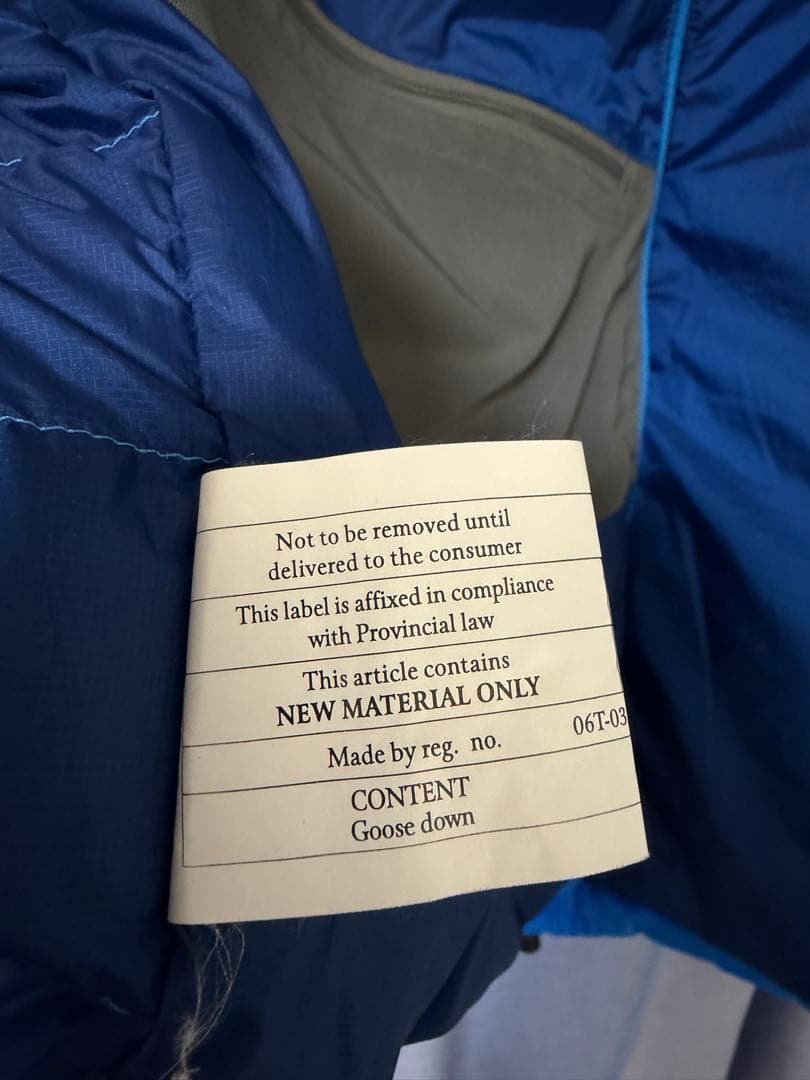 Not to be removed until
delivered to the consumer
This label is affixed in compliance
with Provincial law
This article contains
NEW MATERIAL ONLY
Made by reg. no. 06T-03
CONTENT
Goose down